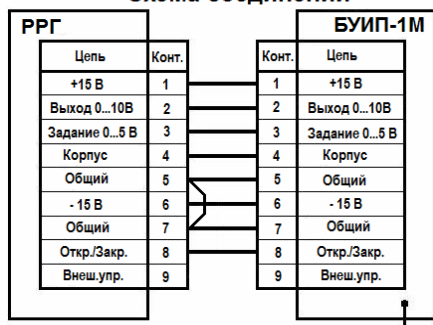 РРГ БУИП-1М
Цепь Конт. Конт. Цепь
+15 В 1 1 +15 В
Выход 0...10В 2 2 Выход 0...10В
Задание 0...5 В 3 3 Задание 0...5 В
Корпус 4 4 Корпус
Общий 5 5 Общий
- 15 В 6 6 - 15 В
Общий 7 7 Общий
Откр./Закр. 8 8 Откр./Закр.
Внеш.упр. 9 9 Внеш.упр.